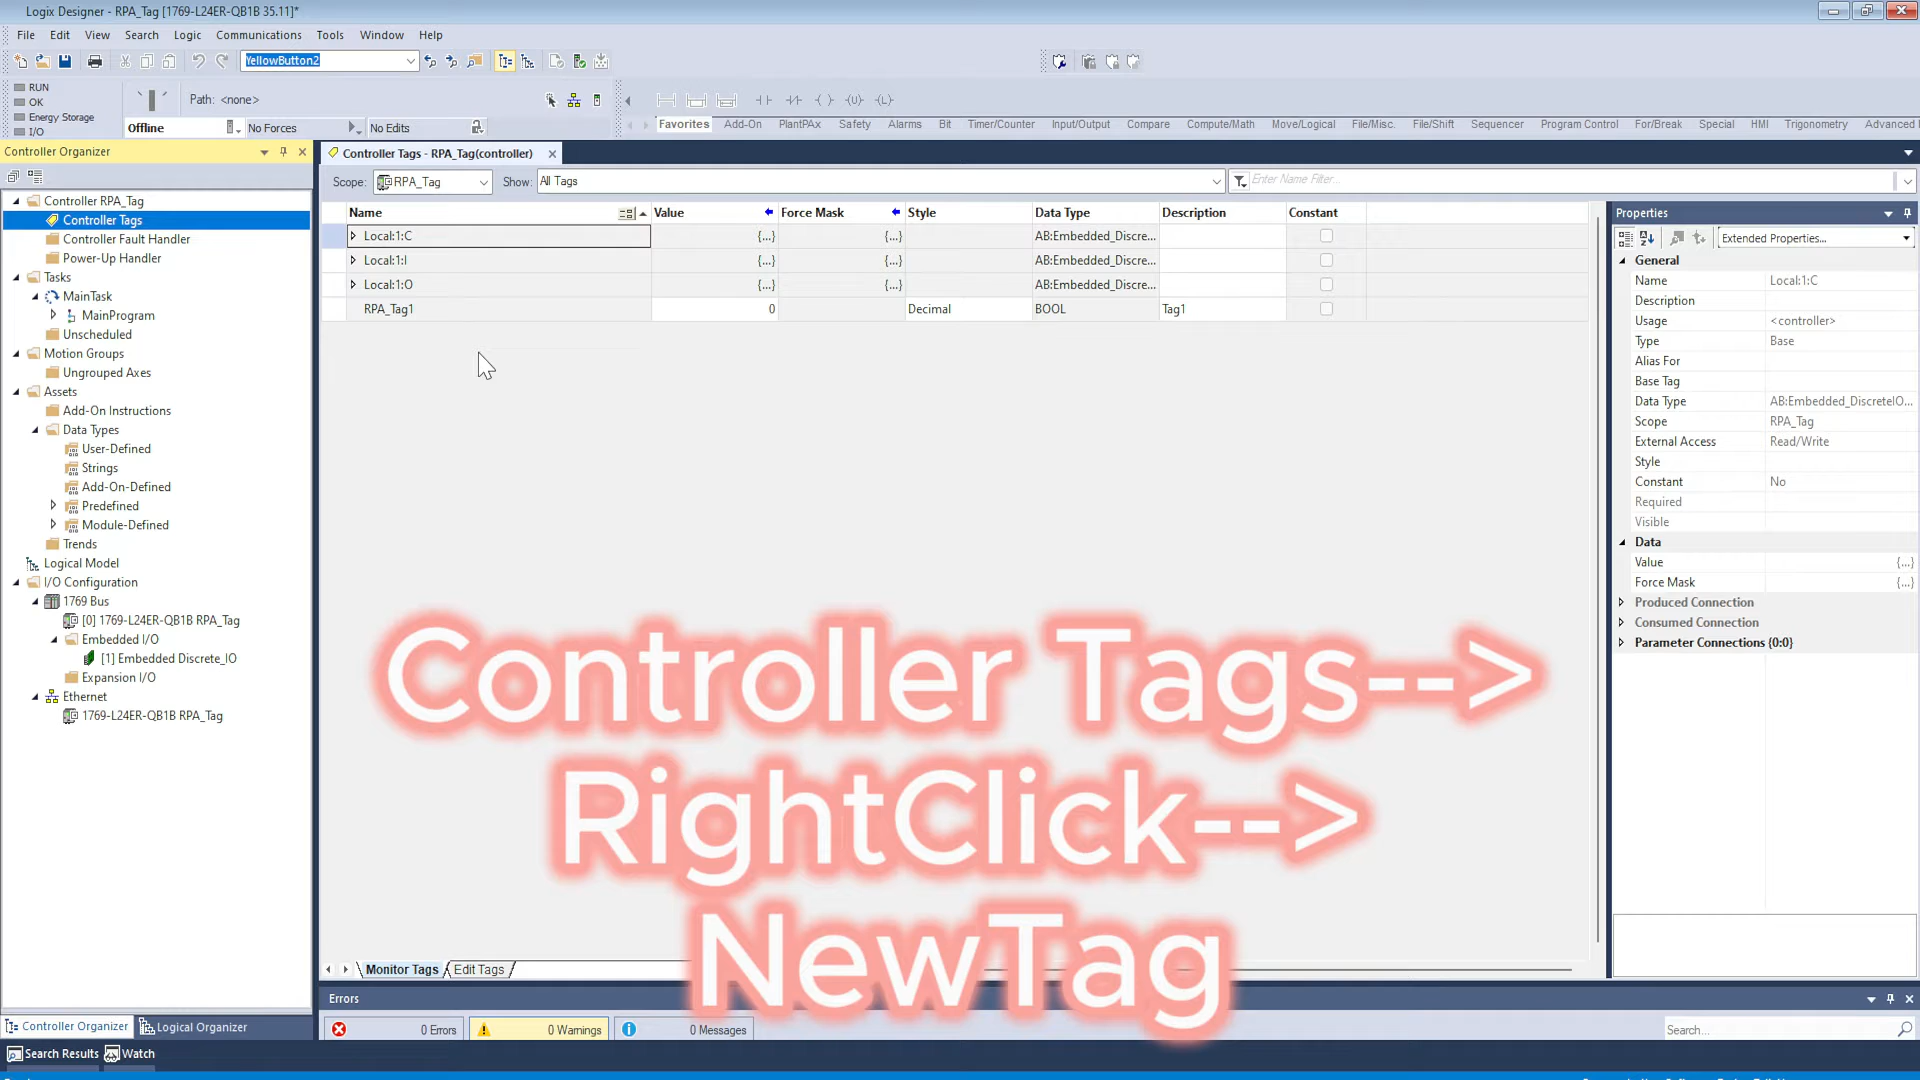 Logix Designer - RPA_Tag [1769-L24ER-QB1B 35.11]*
File Edit View Search Logic Communications Tools Window Help
YellowButton2
RUN
OK
Energy Storage
I/O
Path: <none>
Offline
No Forces
No Edits
Favorites Add-On PlantPAx Safety Alarms Bit Timer/Counter Input/Output Compare Compute/Math Move/Logical File/Misc. File/Shift Sequencer Program Control For/Break Special HMI Trigonometry Advanced
Controller Organizer
Controller RPA_Tag
Controller Tags
Controller Fault Handler
Power-Up Handler
Tasks
MainTask
MainProgram
Unscheduled
Motion Groups
Ungrouped Axes
Assets
Add-On Instructions
Data Types
User-Defined
Strings
Add-On-Defined
Predefined
Module-Defined
Trends
Logical Model
I/O Configuration
1769 Bus
[0] 1769-L24ER-QB1B RPA_Tag
Embedded I/O
[1] Embedded Discrete_IO
Expansion I/O
Ethernet
1769-L24ER-QB1B RPA_Tag
Controller Organizer Logical Organizer
Controller Tags - RPA_Tag(controller)
Scope: RPA_Tag Show: All Tags Enter Name Filter...
Name Value Force Mask Style Data Type Description Constant
Local:1:C {...} {...} AB:Embedded_Discre...
Local:1:I {...} {...} AB:Embedded_Discre...
Local:1:O {...} {...} AB:Embedded_Discre...
RPA_Tag1 0 Decimal BOOL Tag1
Controller Tags-->
RightClick-->
NewTag
Monitor Tags Edit Tags
Properties
Extended Properties...
General
Name Local:1:C
Description
Usage <controller>
Type Base
Alias For
Base Tag
Data Type AB:Embedded_DiscreteIO...
Scope RPA_Tag
External Access Read/Write
Style
Constant No
Required
Visible
Data
Value {...}
Force Mask {...}
Produced Connection
Consumed Connection
Parameter Connections {0:0}
Errors
0 Errors 0 Warnings 0 Messages Search...
Search Results Watch